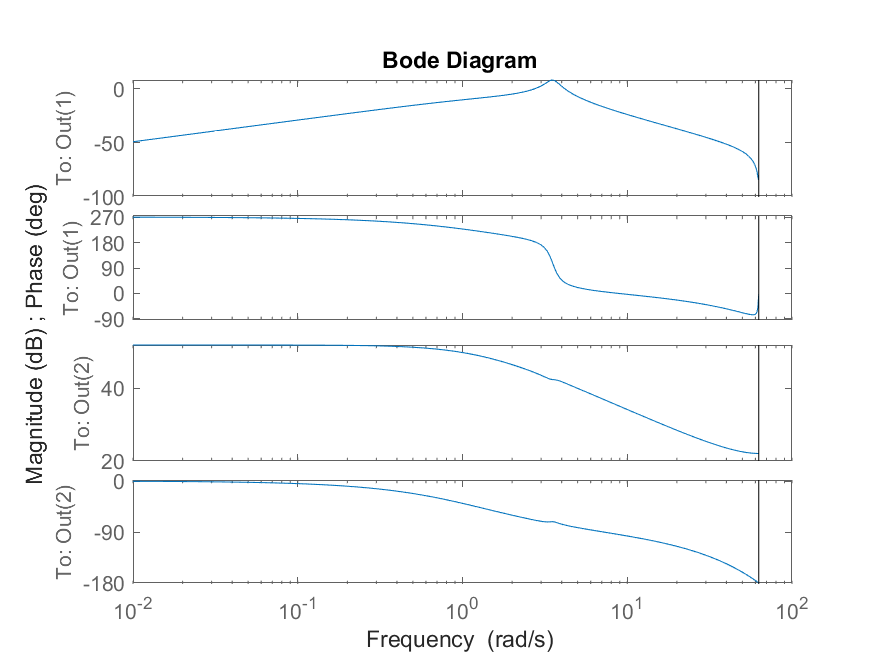 Bode Diagram
Magnitude (dB) ; Phase (deg)
To: Out(1)
0
-50
-100
To: Out(1)
270
180
90
0
-90
To: Out(2)
40
20
To: Out(2)
0
-90
-180
10^-2 10^-1 10^0 10^1 10^2
Frequency (rad/s)